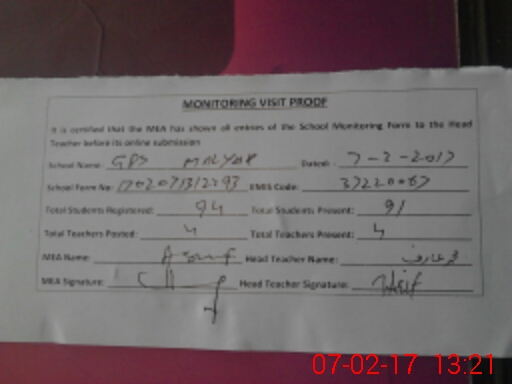 MONITORING VISIT PROOF
It is certified that the MEA has shown all entries of the School Monitoring Form to the Head
Teacher before its online submission
School Name: GPS Dated: 7-2-2017
School Form No: EMIS Code: 37220067
Total Students Registered: 94 Total Students Present: 91
Total Teachers Posted: 4 Total Teachers Present: 4
MEA Name: Head Teacher Name: محمد عارف
MEA Signature: Head Teacher Signature:
07-02-17 13:21